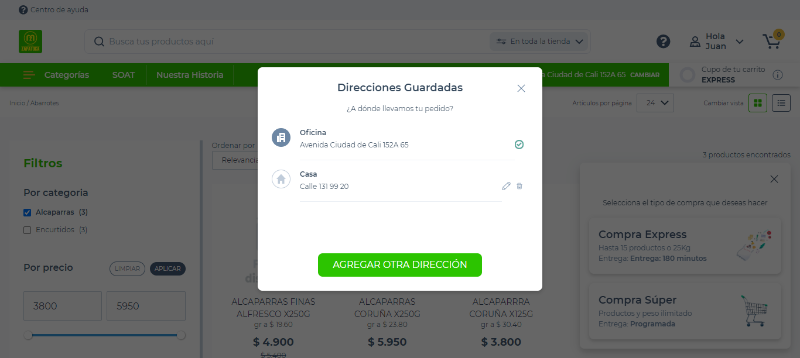 Centro de ayuda
Busca tus productos aquí
En toda la tienda
Hola
Juan
0
Categorías
SOAT
Nuestra Historia
a Ciudad de Cali 152A 65 CAMBIAR
Cupo de tu carrito
EXPRESS
Inicio / Abarrotes
Artículos por página
24
Cambiar vista
Direcciones Guardadas
¿A dónde llevamos tu pedido?
Oficina
Avenida Ciudad de Cali 152A 65
Casa
Calle 131 99 20
AGREGAR OTRA DIRECCIÓN
Filtros
Por categoría
Alcaparras (3)
Encurtidos (3)
Por precio
LIMPIAR
APLICAR
3800
5950
Ordenar por
Relevancia
3 productos encontrados
ALCAPARRAS FINAS
ALFRESCO X250G
gr a $ 19.60
$ 4.900
$ 5.400
ALCAPARRAS
CORUÑA X250G
gr a $ 23.80
$ 5.950
ALCAPARRRA
CORUÑA X125G
gr a $ 30.40
$ 3.800
Selecciona el tipo de compra que deseas hacer
Compra Express
Hasta 15 productos o 25Kg
Entrega: Entrega: 180 minutos
Compra Súper
Productos y peso ilimitado
Entrega: Programada